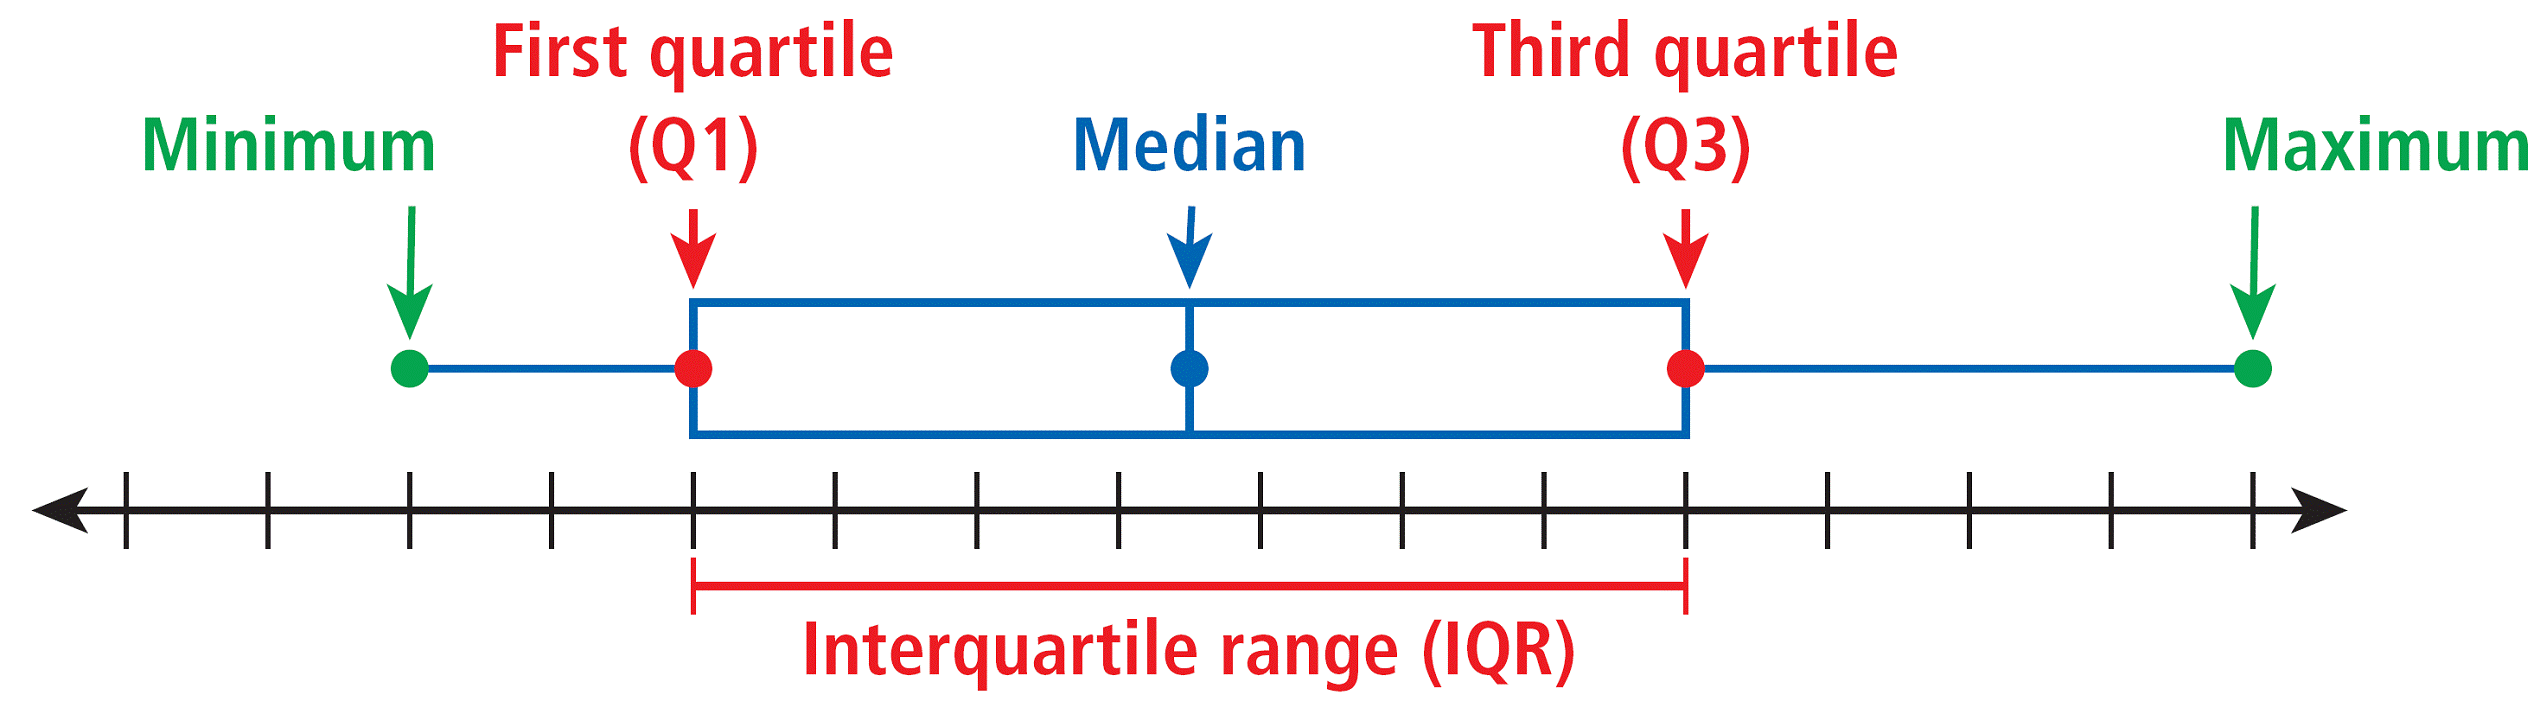 First quartile
(Q1)
Third quartile
(Q3)
Minimum
Median
Maximum
Interquartile range (IQR)